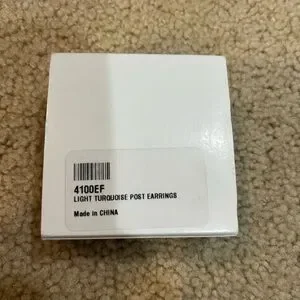 4100EF
LIGHT TURQUOISE POST EARRINGS
Made in CHINA